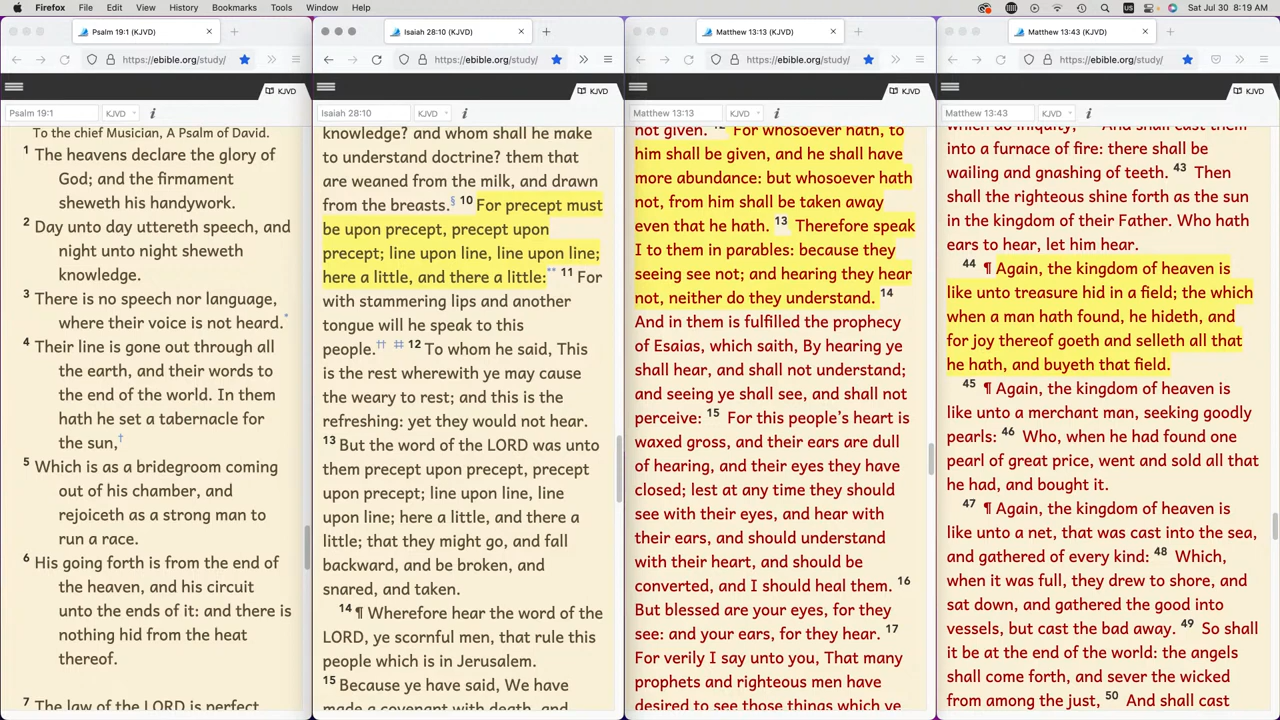 Firefox File Edit View History Bookmarks Tools Window Help Sat Jul 30 8:19 AM
Psalm 19:1 (KJVD)
https://ebible.org/study/
KJVD
Psalm 19:1 KJVD i
To the chief Musician, A Psalm of David.
1 The heavens declare the glory of
God; and the firmament
sheweth his handywork.
2 Day unto day uttereth speech, and
night unto night sheweth
knowledge.
3 There is no speech nor language,
where their voice is not heard.*
4 Their line is gone out through all
the earth, and their words to
the end of the world. In them
hath he set a tabernacle for
the sun,†
5 Which is as a bridegroom coming
out of his chamber, and
rejoiceth as a strong man to
run a race.
6 His going forth is from the end of
the heaven, and his circuit
unto the ends of it: and there is
nothing hid from the heat
thereof.
7 The law of the LORD is perfect,
Isaiah 28:10 (KJVD)
https://ebible.org/study/
KJVD
Isaiah 28:10 KJVD i
knowledge? and whom shall he make
to understand doctrine? them that
are weaned from the milk, and drawn
from the breasts.§ 10 For precept must
be upon precept, precept upon
precept; line upon line, line upon line;
here a little, and there a little:** 11 For
with stammering lips and another
tongue will he speak to this
people.†† ‡‡ 12 To whom he said, This
is the rest wherewith ye may cause
the weary to rest; and this is the
refreshing: yet they would not hear.
13 But the word of the LORD was unto
them precept upon precept, precept
upon precept; line upon line, line
upon line; here a little, and there a
little; that they might go, and fall
backward, and be broken, and
snared, and taken.
14 ¶ Wherefore hear the word of the
LORD, ye scornful men, that rule this
people which is in Jerusalem.
15 Because ye have said, We have
made a covenant with death, and
Matthew 13:13 (KJVD)
https://ebible.org/study/
KJVD
Matthew 13:13 KJVD i
not given. 12 For whosoever hath, to
him shall be given, and he shall have
more abundance: but whosoever hath
not, from him shall be taken away
even that he hath. 13 Therefore speak
I to them in parables: because they
seeing see not; and hearing they hear
not, neither do they understand. 14
And in them is fulfilled the prophecy
of Esaias, which saith, By hearing ye
shall hear, and shall not understand;
and seeing ye shall see, and shall not
perceive: 15 For this people’s heart is
waxed gross, and their ears are dull
of hearing, and their eyes they have
closed; lest at any time they should
see with their eyes, and hear with
their ears, and should understand
with their heart, and should be
converted, and I should heal them. 16
But blessed are your eyes, for they
see: and your ears, for they hear. 17
For verily I say unto you, That many
prophets and righteous men have
desired to see those things which ye
Matthew 13:43 (KJVD)
https://ebible.org/study/
KJVD
Matthew 13:43 KJVD i
which do iniquity; And shall cast them
into a furnace of fire: there shall be
wailing and gnashing of teeth. 43 Then
shall the righteous shine forth as the sun
in the kingdom of their Father. Who hath
ears to hear, let him hear.
44 ¶ Again, the kingdom of heaven is
like unto treasure hid in a field; the which
when a man hath found, he hideth, and
for joy thereof goeth and selleth all that
he hath, and buyeth that field.
45 ¶ Again, the kingdom of heaven is
like unto a merchant man, seeking goodly
pearls: 46 Who, when he had found one
pearl of great price, went and sold all that
he had, and bought it.
47 ¶ Again, the kingdom of heaven is
like unto a net, that was cast into the sea,
and gathered of every kind: 48 Which,
when it was full, they drew to shore, and
sat down, and gathered the good into
vessels, but cast the bad away. 49 So shall
it be at the end of the world: the angels
shall come forth, and sever the wicked
from among the just, 50 And shall cast